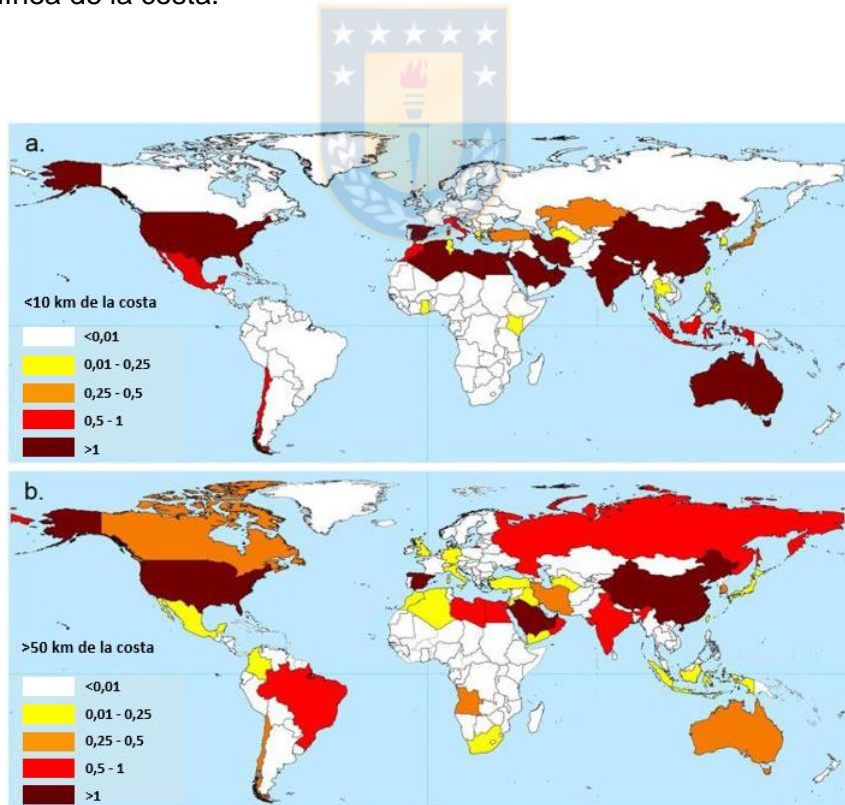 línea de la costa.
a.
<10 km de la costa
<0,01
0,01 - 0,25
0,25 - 0,5
0,5 - 1
>1
b.
>50 km de la costa
<0,01
0,01 - 0,25
0,25 - 0,5
0,5 - 1
>1